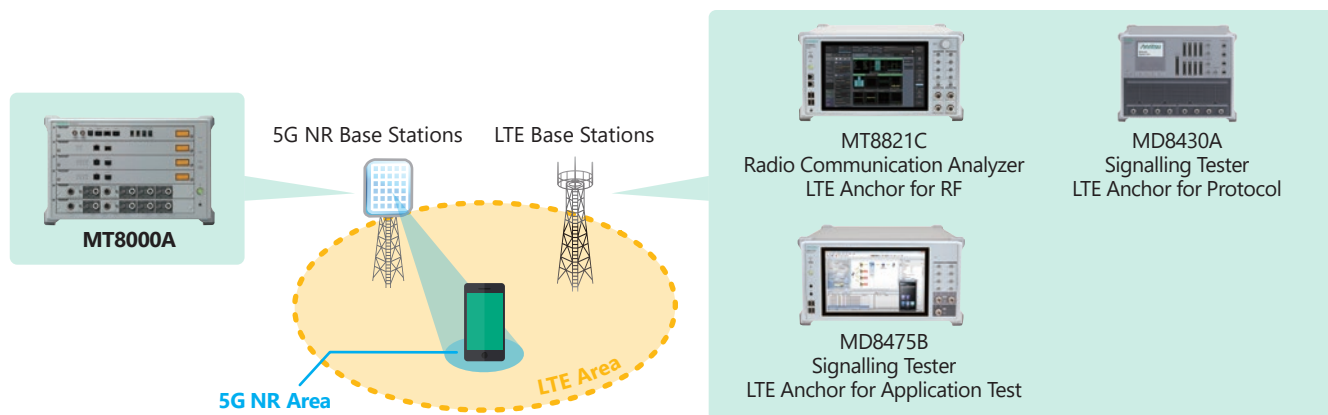 MT8000A
5G NR Base Stations
LTE Base Stations
5G NR Area
LTE Area
MT8821C
Radio Communication Analyzer
LTE Anchor for RF
MD8430A
Signalling Tester
LTE Anchor for Protocol
MD8475B
Signalling Tester
LTE Anchor for Application Test